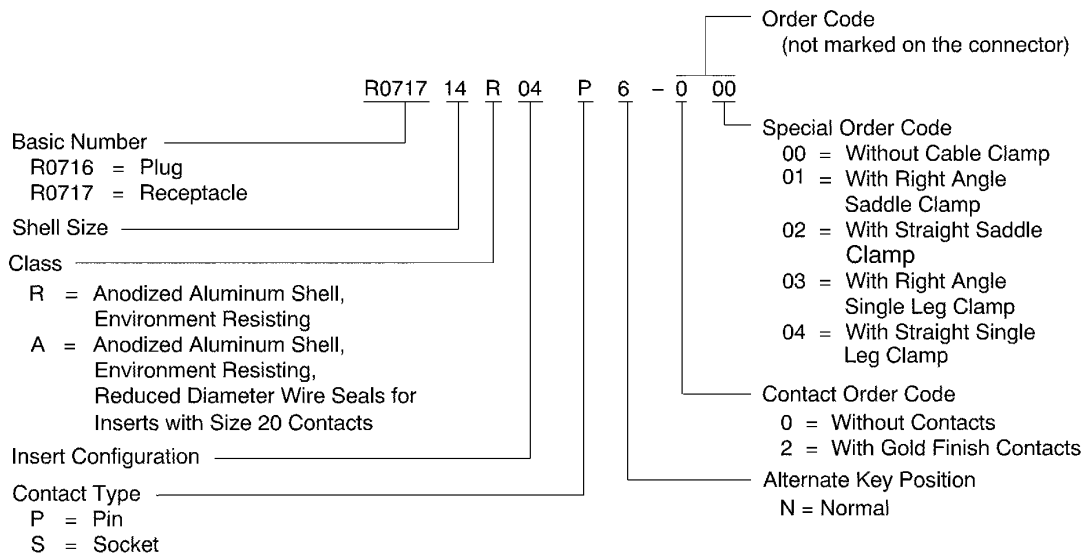 Order Code
(not marked on the connector)
R0717 14 R 04 P 6 – 0 00
Basic Number
R0716 = Plug
R0717 = Receptacle
Shell Size
Class
R = Anodized Aluminum Shell,
Environment Resisting
A = Anodized Aluminum Shell,
Environment Resisting,
Reduced Diameter Wire Seals for
Inserts with Size 20 Contacts
Insert Configuration
Contact Type
P = Pin
S = Socket
Special Order Code
00 = Without Cable Clamp
01 = With Right Angle
Saddle Clamp
02 = With Straight Saddle
Clamp
03 = With Right Angle
Single Leg Clamp
04 = With Straight Single
Leg Clamp
Contact Order Code
0 = Without Contacts
2 = With Gold Finish Contacts
Alternate Key Position
N = Normal